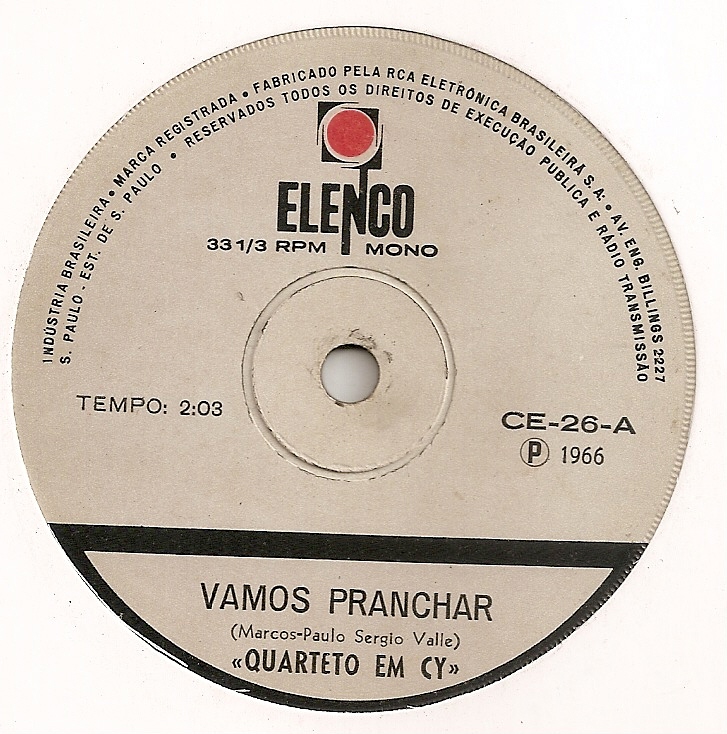 INDÚSTRIA BRASILEIRA • MARCA REGISTRADA • FABRICADO PELA RCA ELETRÔNICA BRASILEIRA S.A. • AV. ENG. BILLINGS 2227
S. PAULO - EST. DE S. PAULO • RESERVADOS TODOS OS DIREITOS DE EXECUÇÃO PUBLICA E RÁDIO TRANSMISSÃO
ELENCO
33 1/3 RPM MONO
TEMPO: 2:03
CE-26-A
Ⓟ 1966
VAMOS PRANCHAR
(Marcos-Paulo Sergio Valle)
«QUARTETO EM CY»